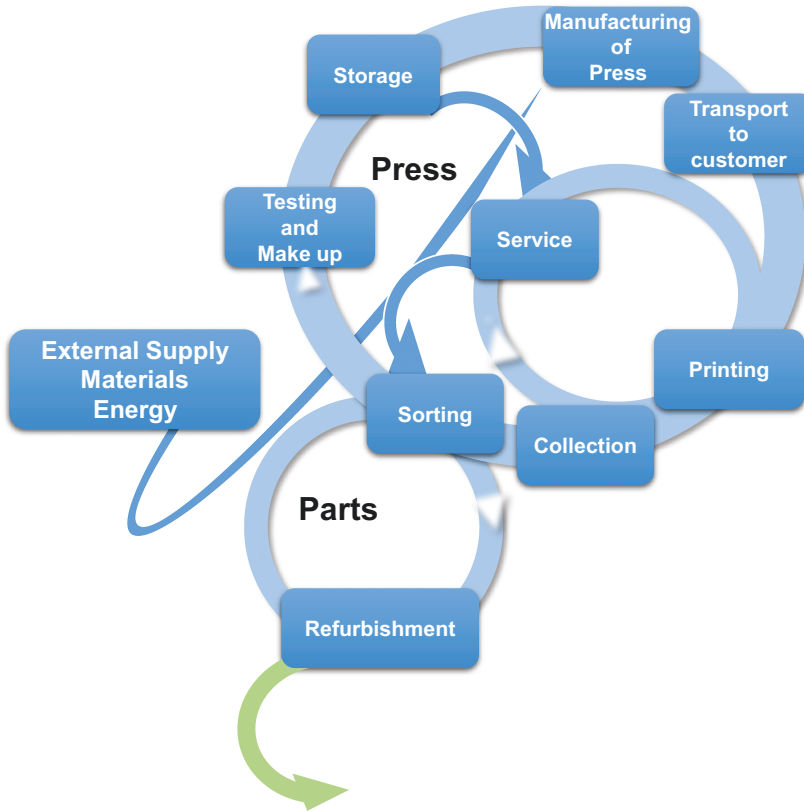 Manufacturing
of
Press
Storage
Transport
to
customer
Press
Testing
and
Make up
Service
External Supply
Materials
Energy
Printing
Sorting
Collection
Parts
Refurbishment